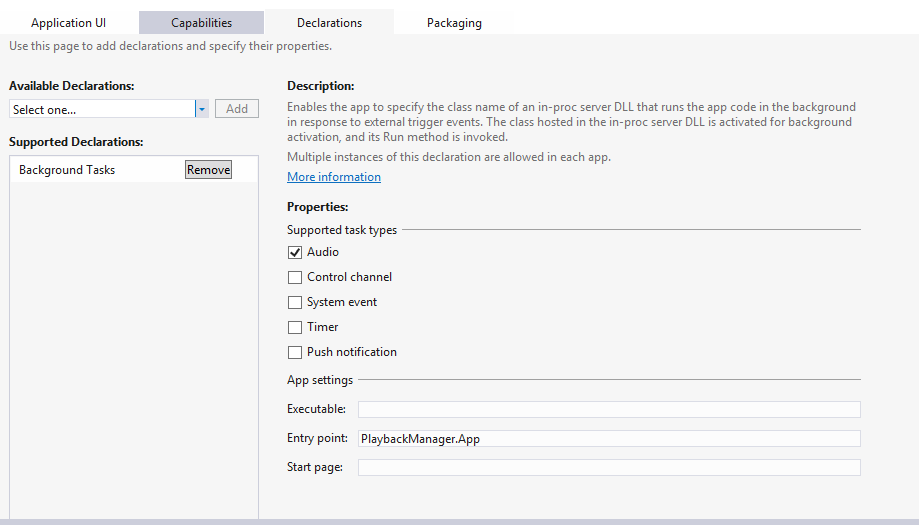 Application UI
Capabilities
Declarations
Packaging
Use this page to add declarations and specify their properties.
Available Declarations:
Select one...
Add
Supported Declarations:
Background Tasks
Remove
Description:
Enables the app to specify the class name of an in-proc server DLL that runs the app code in the background
in response to external trigger events. The class hosted in the in-proc server DLL is activated for background
activation, and its Run method is invoked.
Multiple instances of this declaration are allowed in each app.
More information
Properties:
Supported task types
Audio
Control channel
System event
Timer
Push notification
App settings
Executable:
Entry point: PlaybackManager.App
Start page: